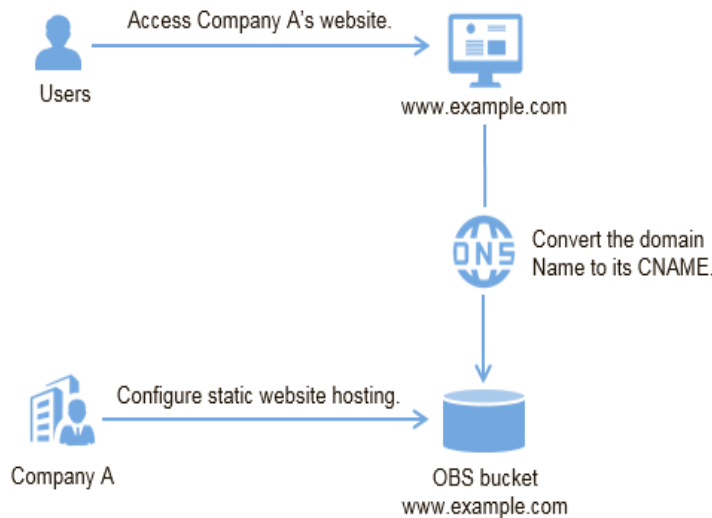 Access Company A's website.
Users
www.example.com
DNS
Convert the domain
Name to its CNAME.
Configure static website hosting.
Company A
OBS bucket
www.example.com